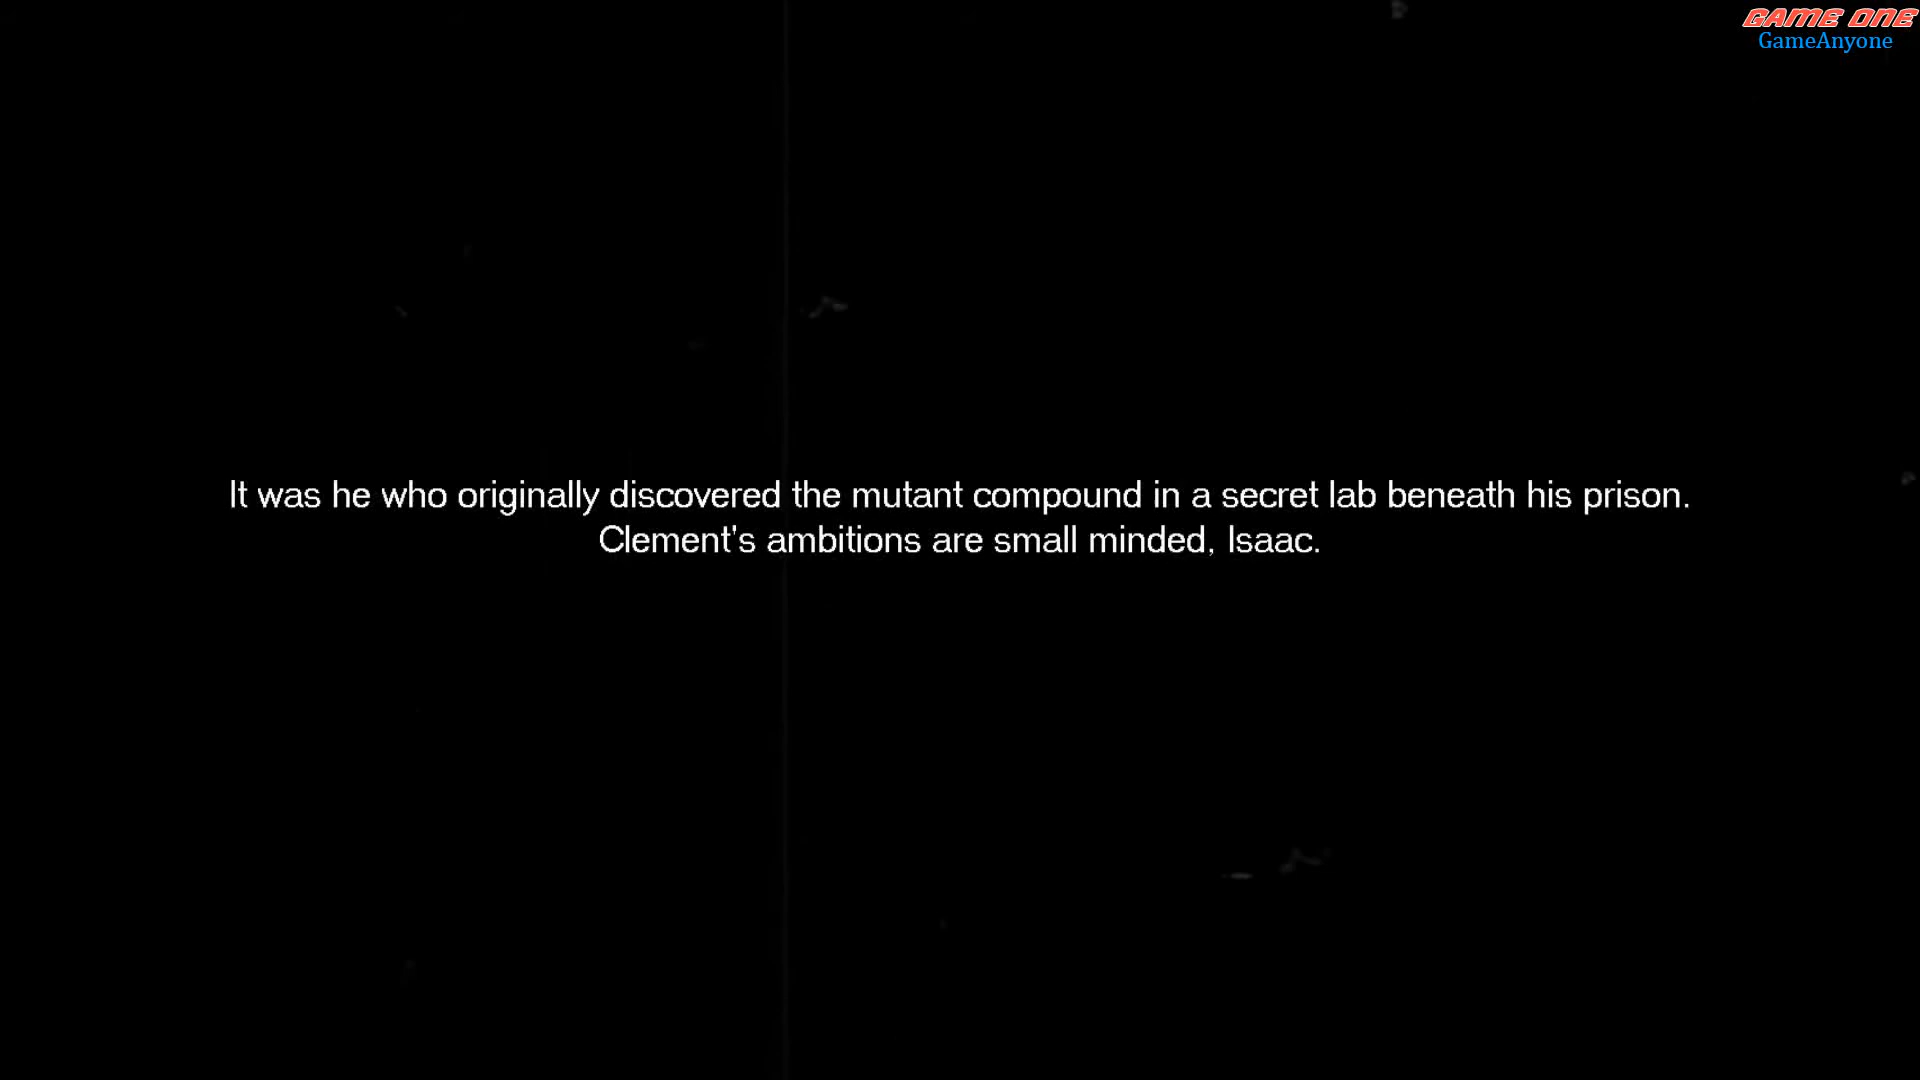 GAME ONE
GameAnyone
It was he who originally discovered the mutant compound in a secret lab beneath his prison.
Clement's ambitions are small minded, Isaac.